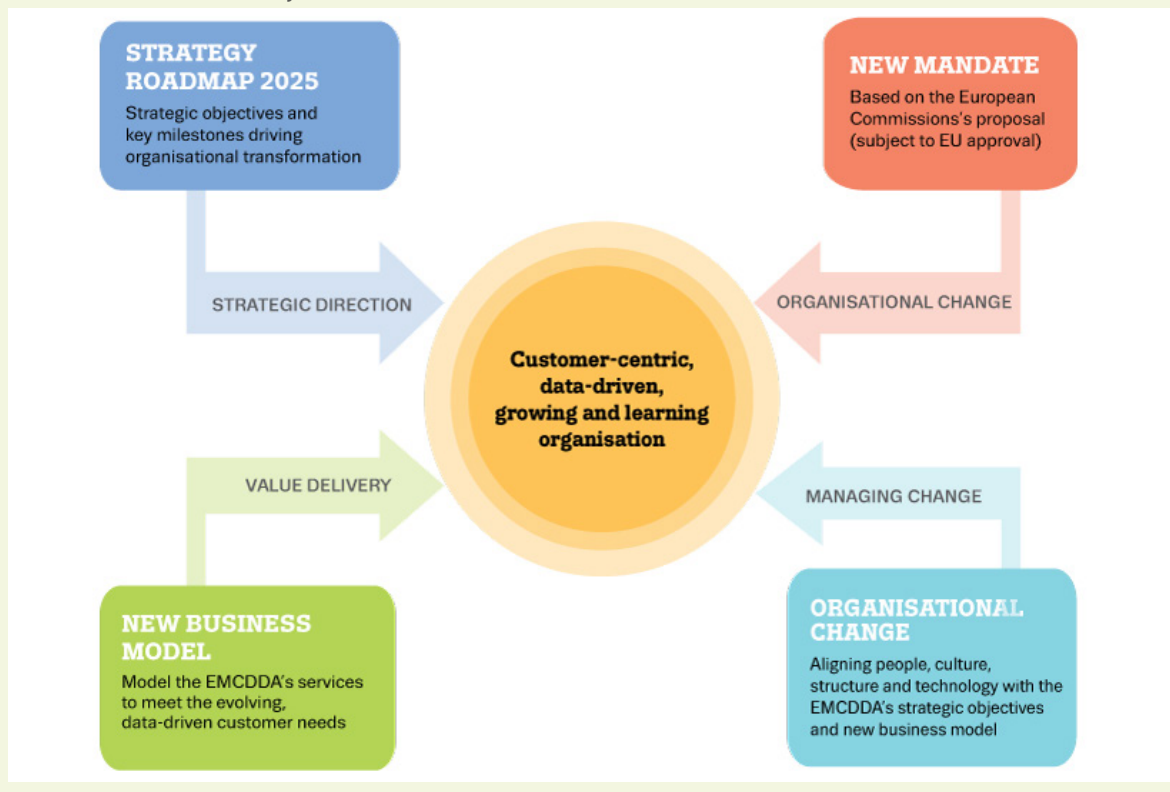 STRATEGY
ROADMAP 2025
Strategic objectives and
key milestones driving
organisational transformation
NEW MANDATE
Based on the European
Commissions's proposal
(subject to EU approval)
STRATEGIC DIRECTION
ORGANISATIONAL CHANGE
Customer-centric,
data-driven,
growing and learning
organisation
VALUE DELIVERY
MANAGING CHANGE
NEW BUSINESS
MODEL
Model the EMCDDA's services
to meet the evolving,
data-driven customer needs
ORGANISATIONAL
CHANGE
Aligning people, culture,
structure and technology with the
EMCDDA's strategic objectives
and new business model